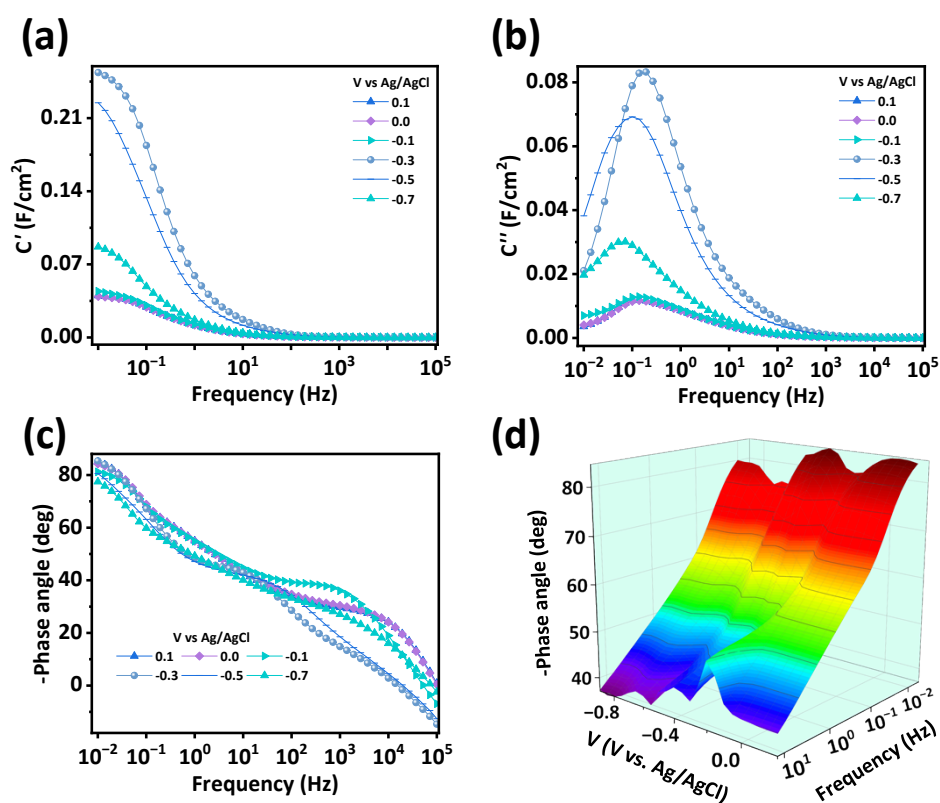 (a)
V vs Ag/AgCl
0.1
0.0
-0.1
-0.3
-0.5
-0.7
0.21
0.14
0.07
0.00
C′ (F/cm²)
10⁻¹ 10⁰ 10¹ 10² 10³ 10⁴ 10⁵
Frequency (Hz)
(b)
V vs Ag/AgCl
0.1
0.0
-0.1
-0.3
-0.5
-0.7
0.08
0.06
0.04
0.02
0.00
C′′ (F/cm²)
10⁻² 10⁻¹ 10⁰ 10¹ 10² 10³ 10⁴ 10⁵
Frequency (Hz)
(c)
80
60
40
20
0
-Phase angle (deg)
V vs Ag/AgCl
0.1 0.0 -0.1
-0.3 -0.5 -0.7
10⁻² 10⁻¹ 10⁰ 10¹ 10² 10³ 10⁴ 10⁵
Frequency (Hz)
(d)
80
70
60
50
40
-Phase angle (deg)
−0.8 −0.4 0.0
V (V vs. Ag/AgCl)
10¹ 10⁰ 10⁻¹ 10⁻²
Frequency (Hz)